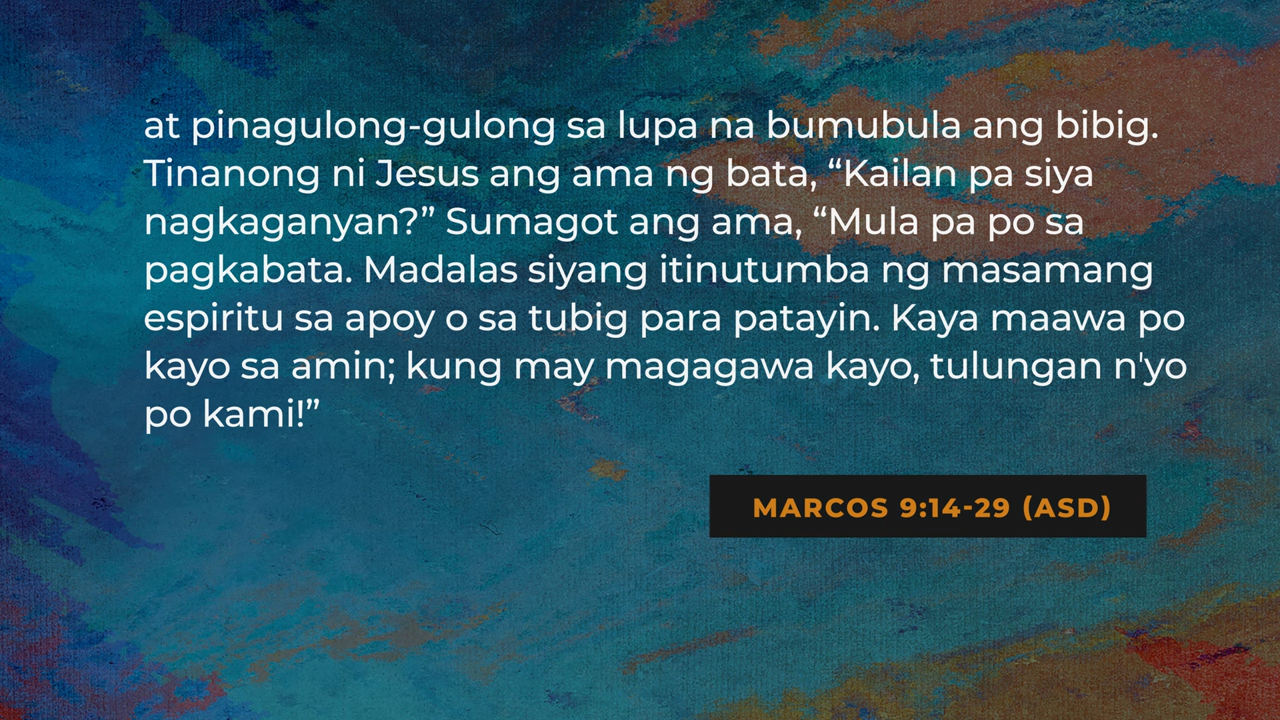 at pinagulong-gulong sa lupa na bumubula ang bibig.
Tinanong ni Jesus ang ama ng bata, “Kailan pa siya
nagkaganyan?” Sumagot ang ama, “Mula pa po sa
pagkabata. Madalas siyang itinutumba ng masamang
espiritu sa apoy o sa tubig para patayin. Kaya maawa po
kayo sa amin; kung may magagawa kayo, tulungan n'yo
po kami!”
MARCOS 9:14-29 (ASD)